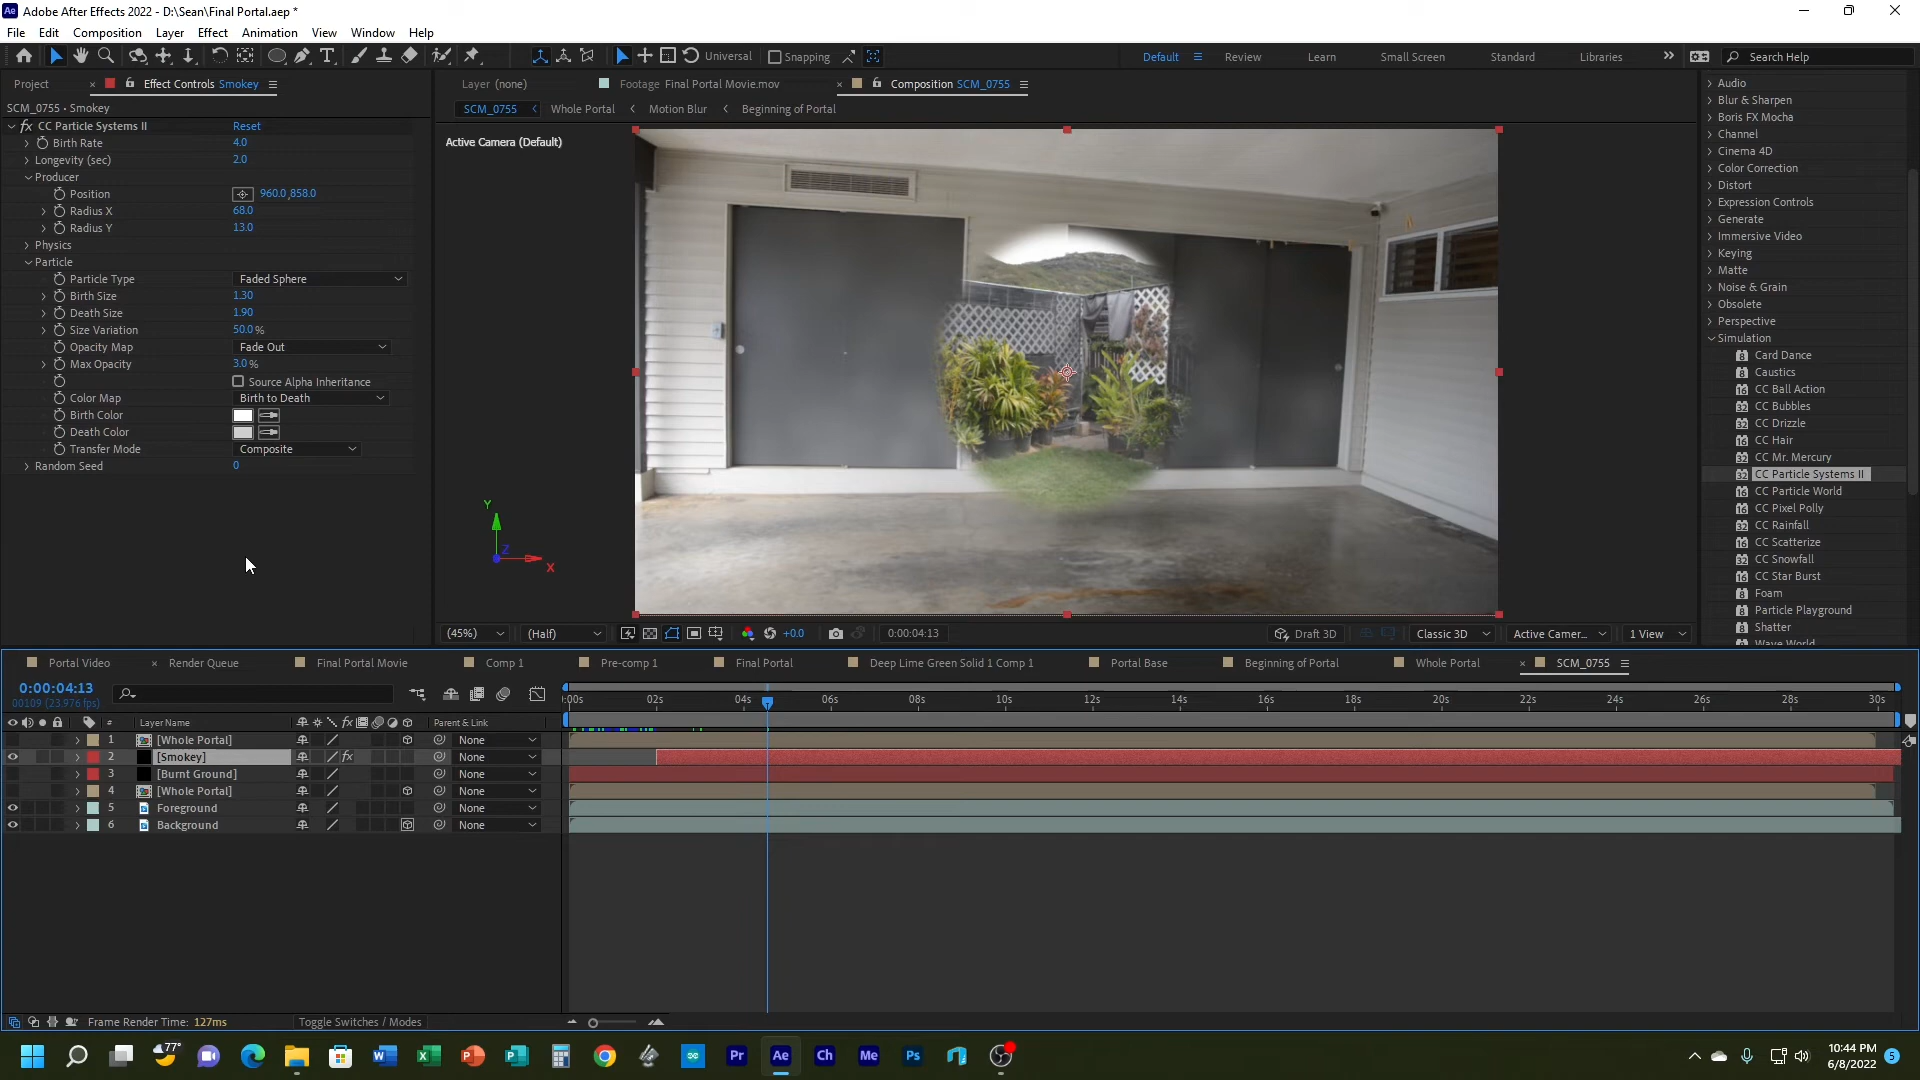 Adobe After Effects 2022 - D:\Sean\Final Portal.aep *
File Edit Composition Layer Effect Animation View Window Help
Universal Snapping Default Review Learn Small Screen Standard Libraries Search Help
Project Effect Controls Smokey Layer (none) Footage Final Portal Movie.mov Composition SCM_0755
SCM_0755 • Smokey
SCM_0755 Whole Portal Motion Blur Beginning of Portal
Active Camera (Default)
fx CC Particle Systems II Reset
Birth Rate 4.0
Longevity (sec) 2.0
Producer
Position 960.0,858.0
Radius X 68.0
Radius Y 13.0
Physics
Particle
Particle Type Faded Sphere
Birth Size 1.30
Death Size 1.90
Size Variation 50.0%
Opacity Map Fade Out
Max Opacity 3.0%
Source Alpha Inheritance
Color Map Birth to Death
Birth Color
Death Color
Transfer Mode Composite
Random Seed 0
Y
Z
X
Audio
Blur & Sharpen
Boris FX Mocha
Channel
Cinema 4D
Color Correction
Distort
Expression Controls
Generate
Immersive Video
Keying
Matte
Noise & Grain
Obsolete
Perspective
Simulation
Card Dance
Caustics
CC Ball Action
CC Bubbles
CC Drizzle
CC Hair
CC Mr. Mercury
CC Particle Systems II
CC Particle World
CC Pixel Polly
CC Rainfall
CC Scatterize
CC Snowfall
CC Star Burst
Foam
Particle Playground
Shatter
Wave World
(45%) (Half) +0.0 0:00:04:13 Draft 3D Classic 3D Active Camer... 1 View
Portal Video Render Queue Final Portal Movie Comp 1 Pre-comp 1 Final Portal Deep Lime Green Solid 1 Comp 1 Portal Base Beginning of Portal Whole Portal SCM_0755
0:00:04:13
00109 (23.976 fps)
:00s 02s 04s 06s 08s 10s 12s 14s 16s 18s 20s 22s 24s 26s 28s 30s
# Layer Name fx Parent & Link
1 [Whole Portal] None
2 [Smokey] fx None
3 [Burnt Ground] None
4 [Whole Portal] None
5 Foreground None
6 Background None
Frame Render Time: 127ms Toggle Switches / Modes
77° Pr Ae Ch Me Ps
10:44 PM
6/8/2022
5